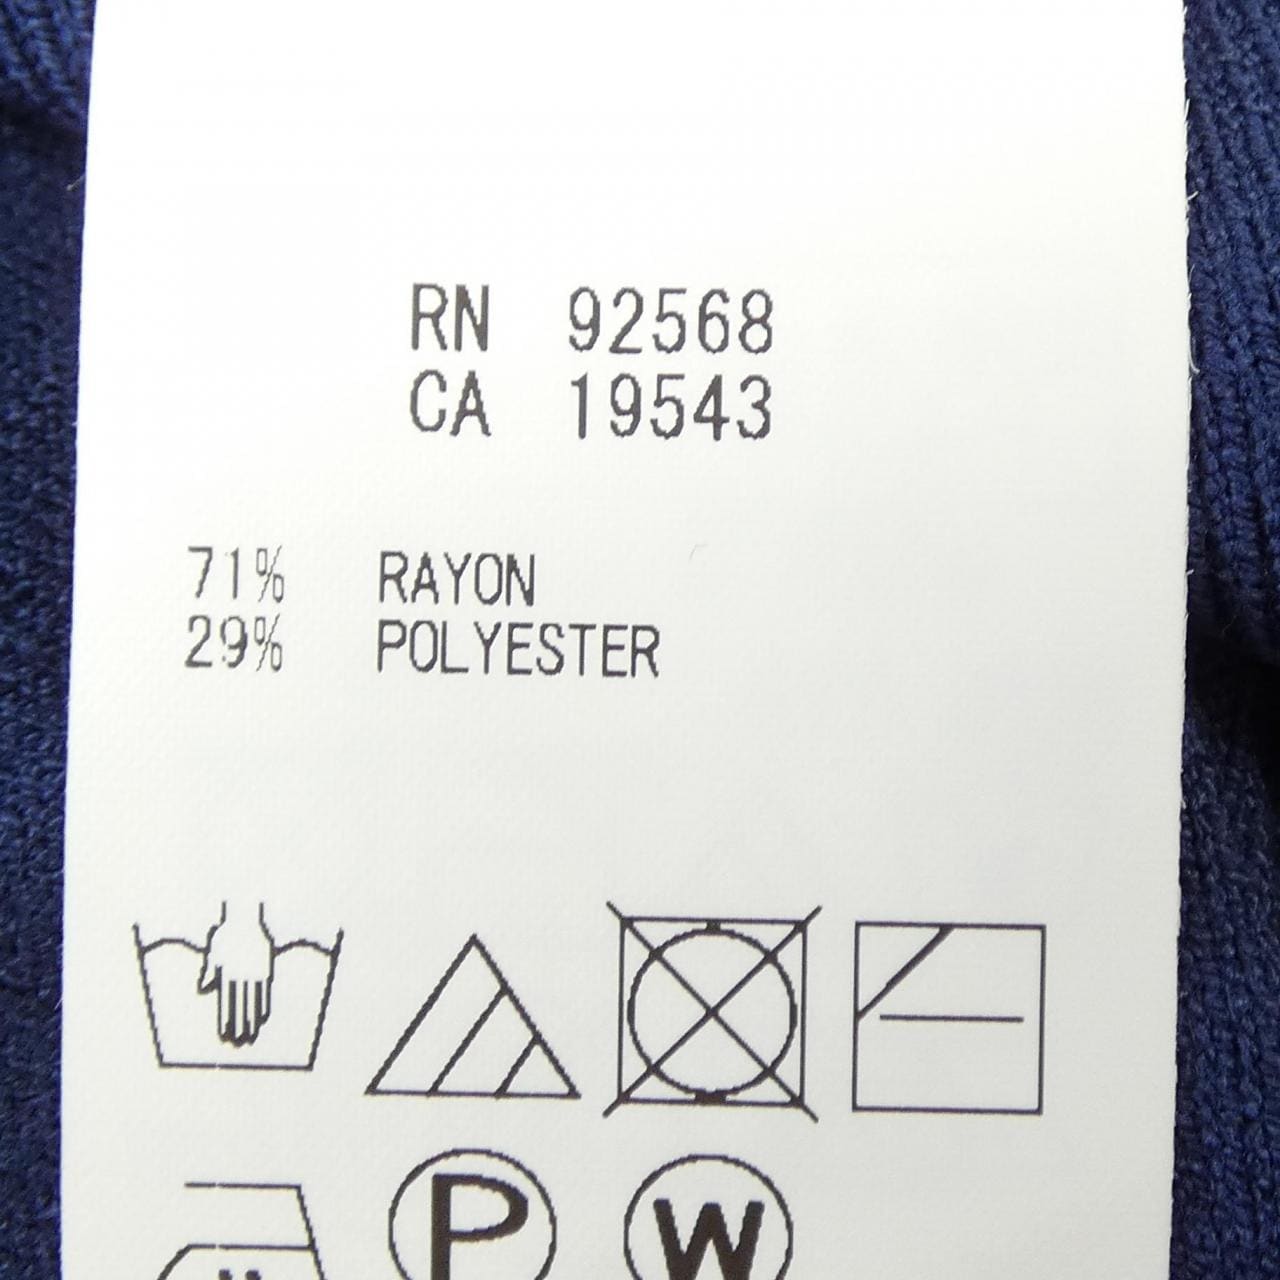 RN 92568
CA 19543
71% RAYON
29% POLYESTER
P W